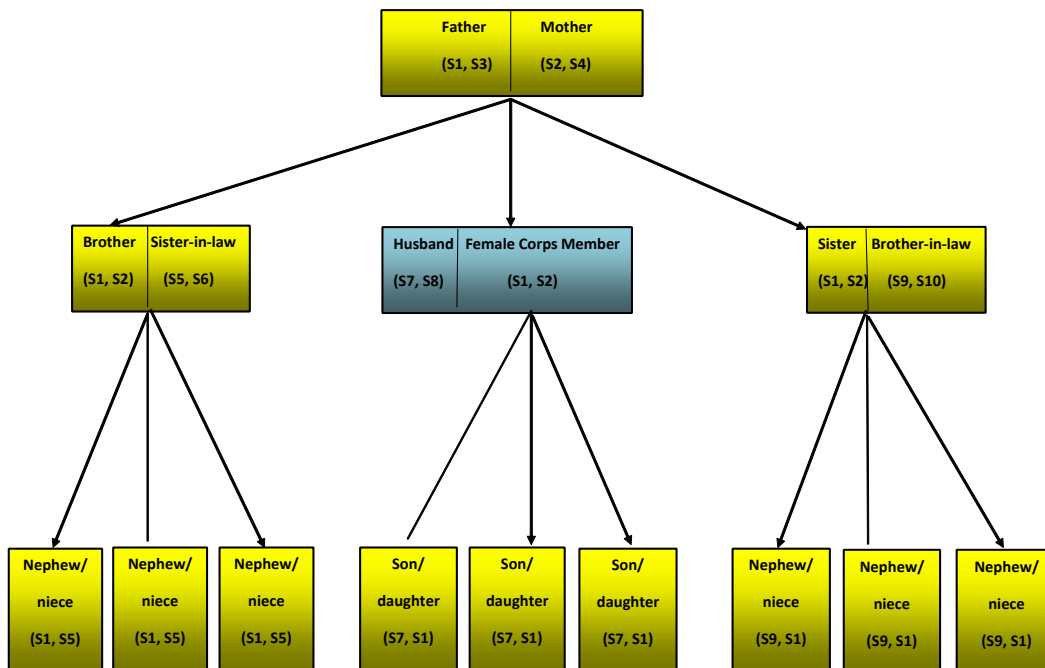 Father Mother
(S1, S3) (S2, S4)
Brother Sister-in-law
(S1, S2) (S5, S6)
Husband Female Corps Member
(S7, S8) (S1, S2)
Sister Brother-in-law
(S1, S2) (S9, S10)
Nephew/
niece
(S1, S5)
Nephew/
niece
(S1, S5)
Nephew/
niece
(S1, S5)
Son/
daughter
(S7, S1)
Son/
daughter
(S7, S1)
Son/
daughter
(S7, S1)
Nephew/
niece
(S9, S1)
Nephew/
niece
(S9, S1)
Nephew/
niece
(S9, S1)